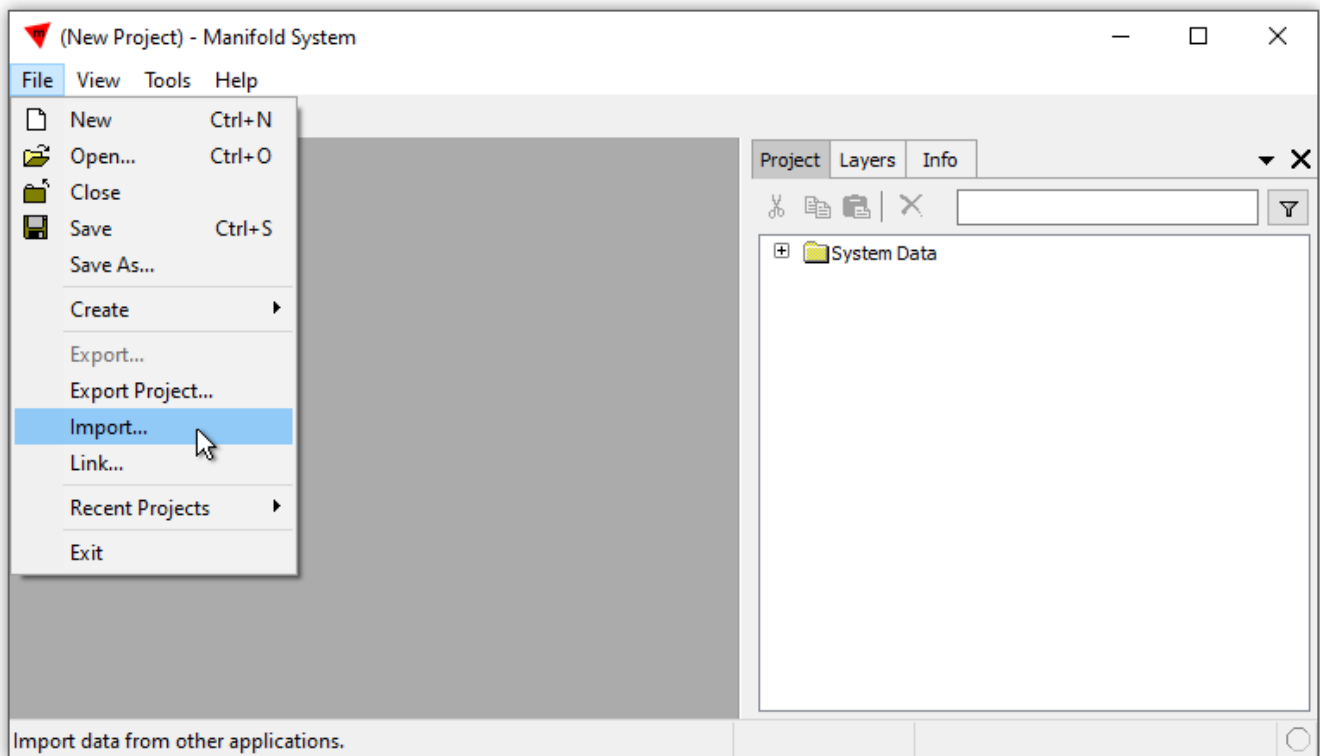 (New Project) - Manifold System
File View Tools Help
New Ctrl+N
Open... Ctrl+O
Close
Save Ctrl+S
Save As...
Create
Export...
Export Project...
Import...
Link...
Recent Projects
Exit
Project Layers Info
System Data
Import data from other applications.